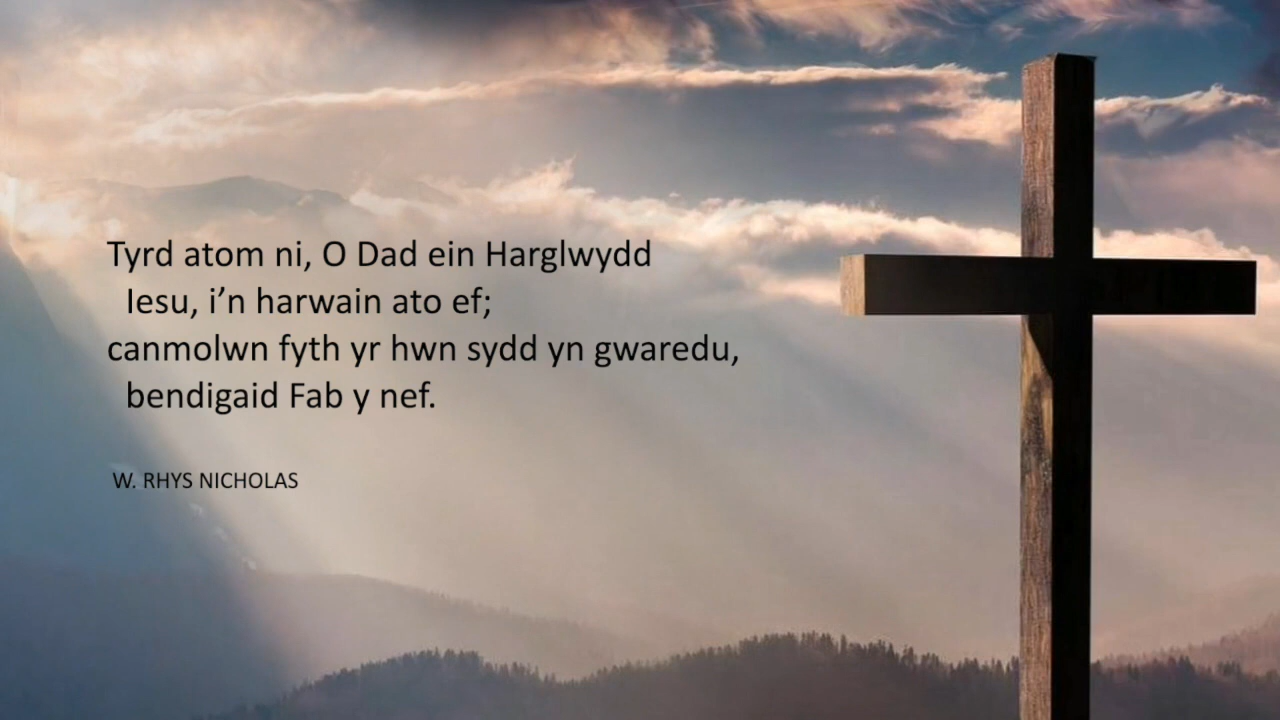 Tyrd atom ni, O Dad ein Harglwydd
Iesu, i’n harwain ato ef;
canmolwn fyth yr hwn sydd yn gwaredu,
bendigaid Fab y nef.
W. RHYS NICHOLAS